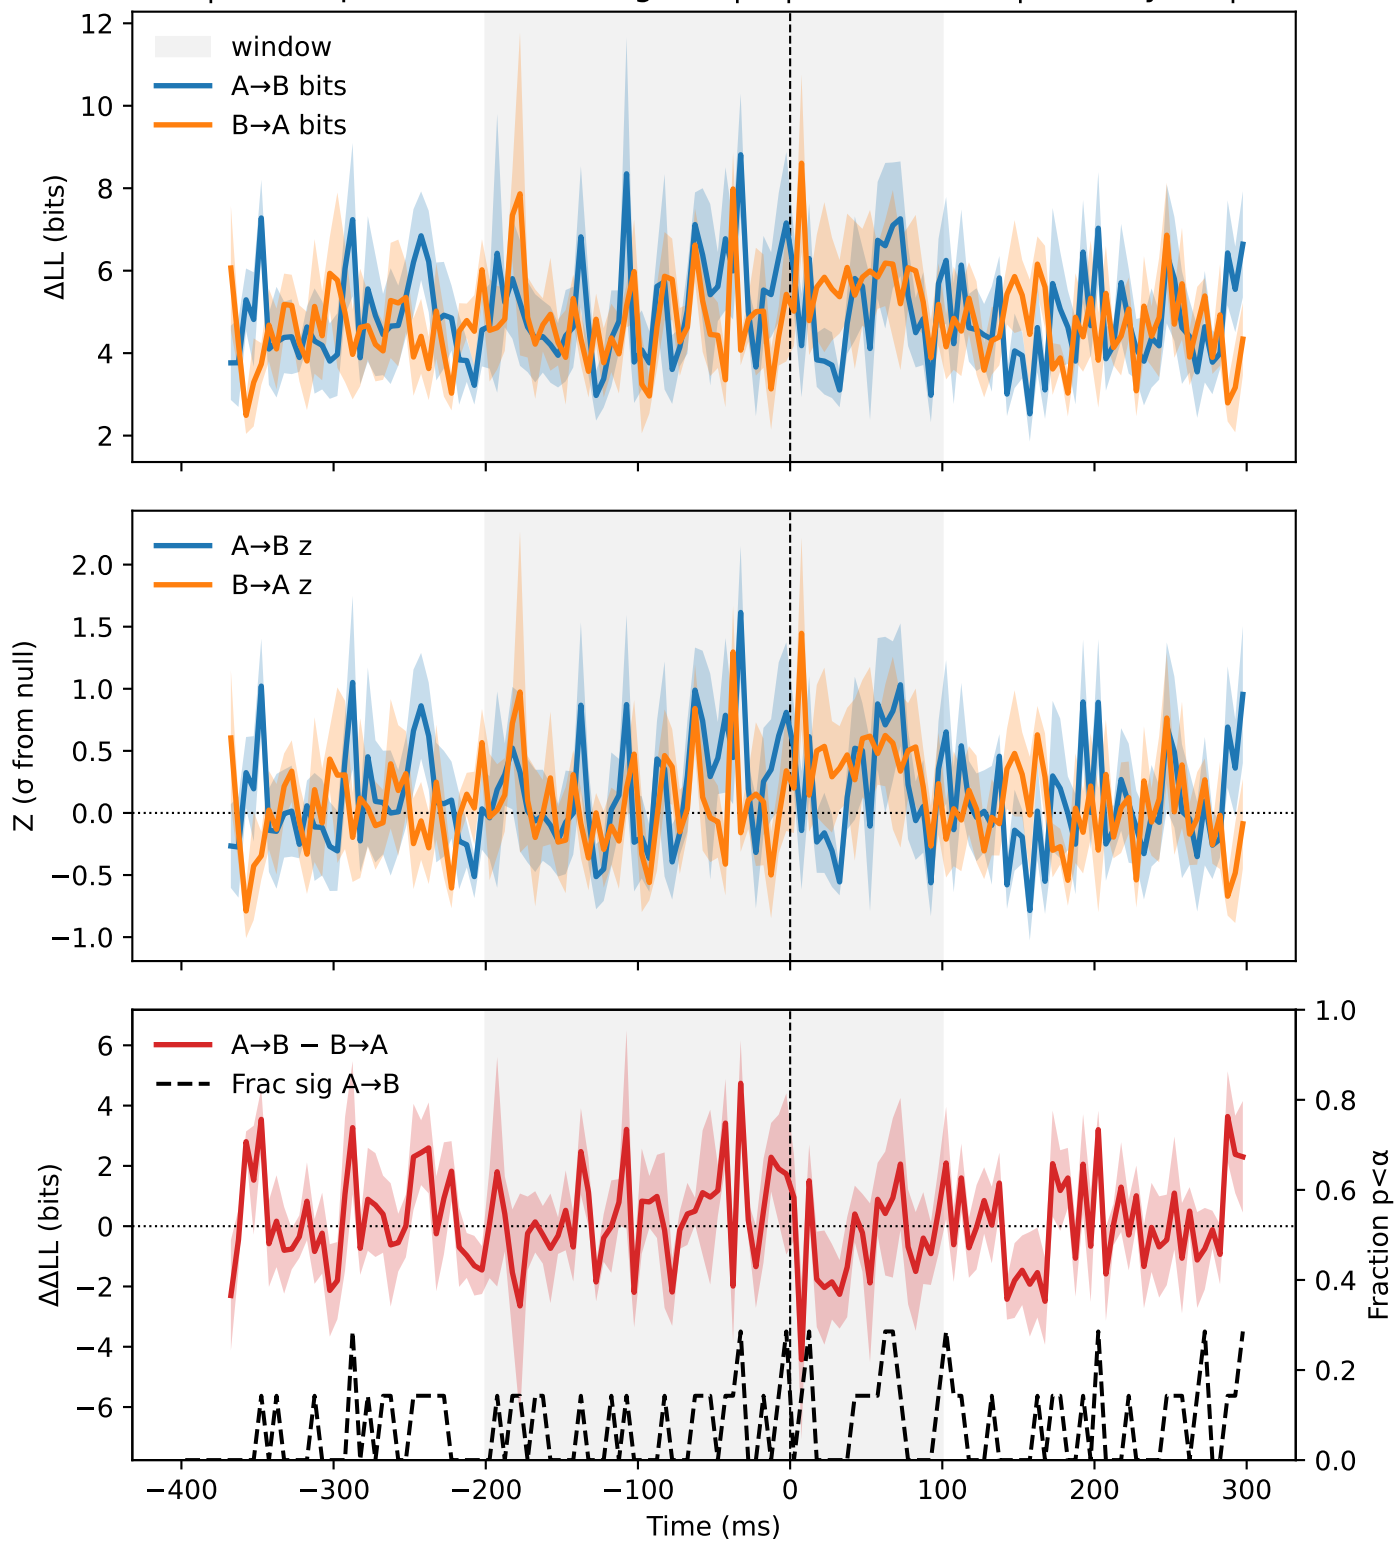 12
10
8
6
4
2
ΔLL (bits)
window
A→B bits
B→A bits
2.0
1.5
1.0
0.5
0.0
−0.5
−1.0
Z (σ from null)
A→B z
B→A z
6
4
2
0
−2
−4
−6
ΔΔLL (bits)
A→B − B→A
Frac sig A→B
1.0
0.8
0.6
0.4
0.2
0.0
Fraction p<α
−400 −300 −200 −100 0 100 200 300
Time (ms)